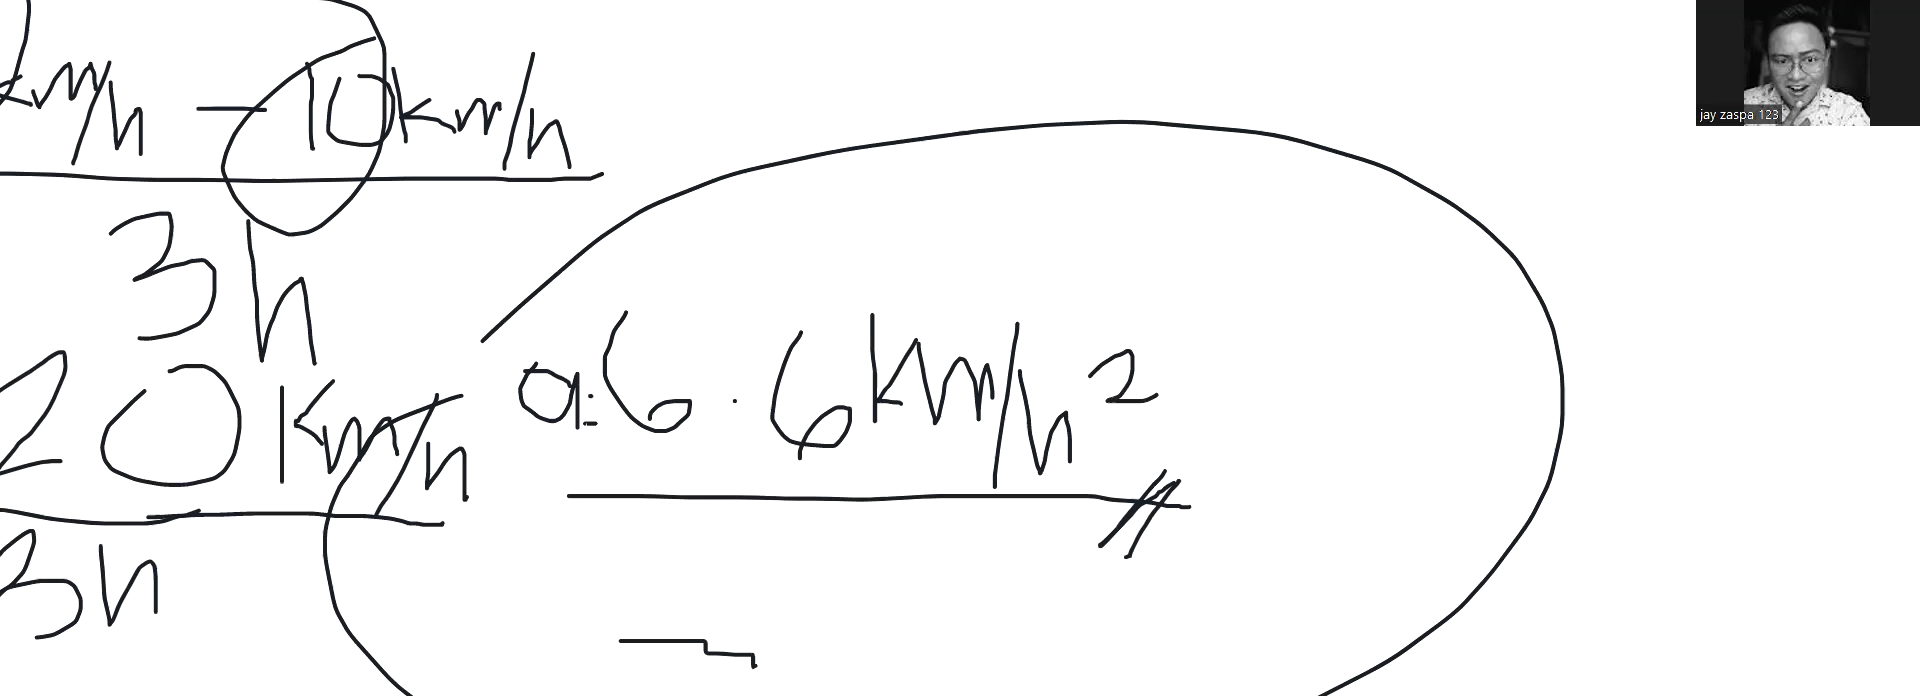 km/h - 10km/h
3h
20km/h
3h
a= 6.6km/h²
jay zaspa 123